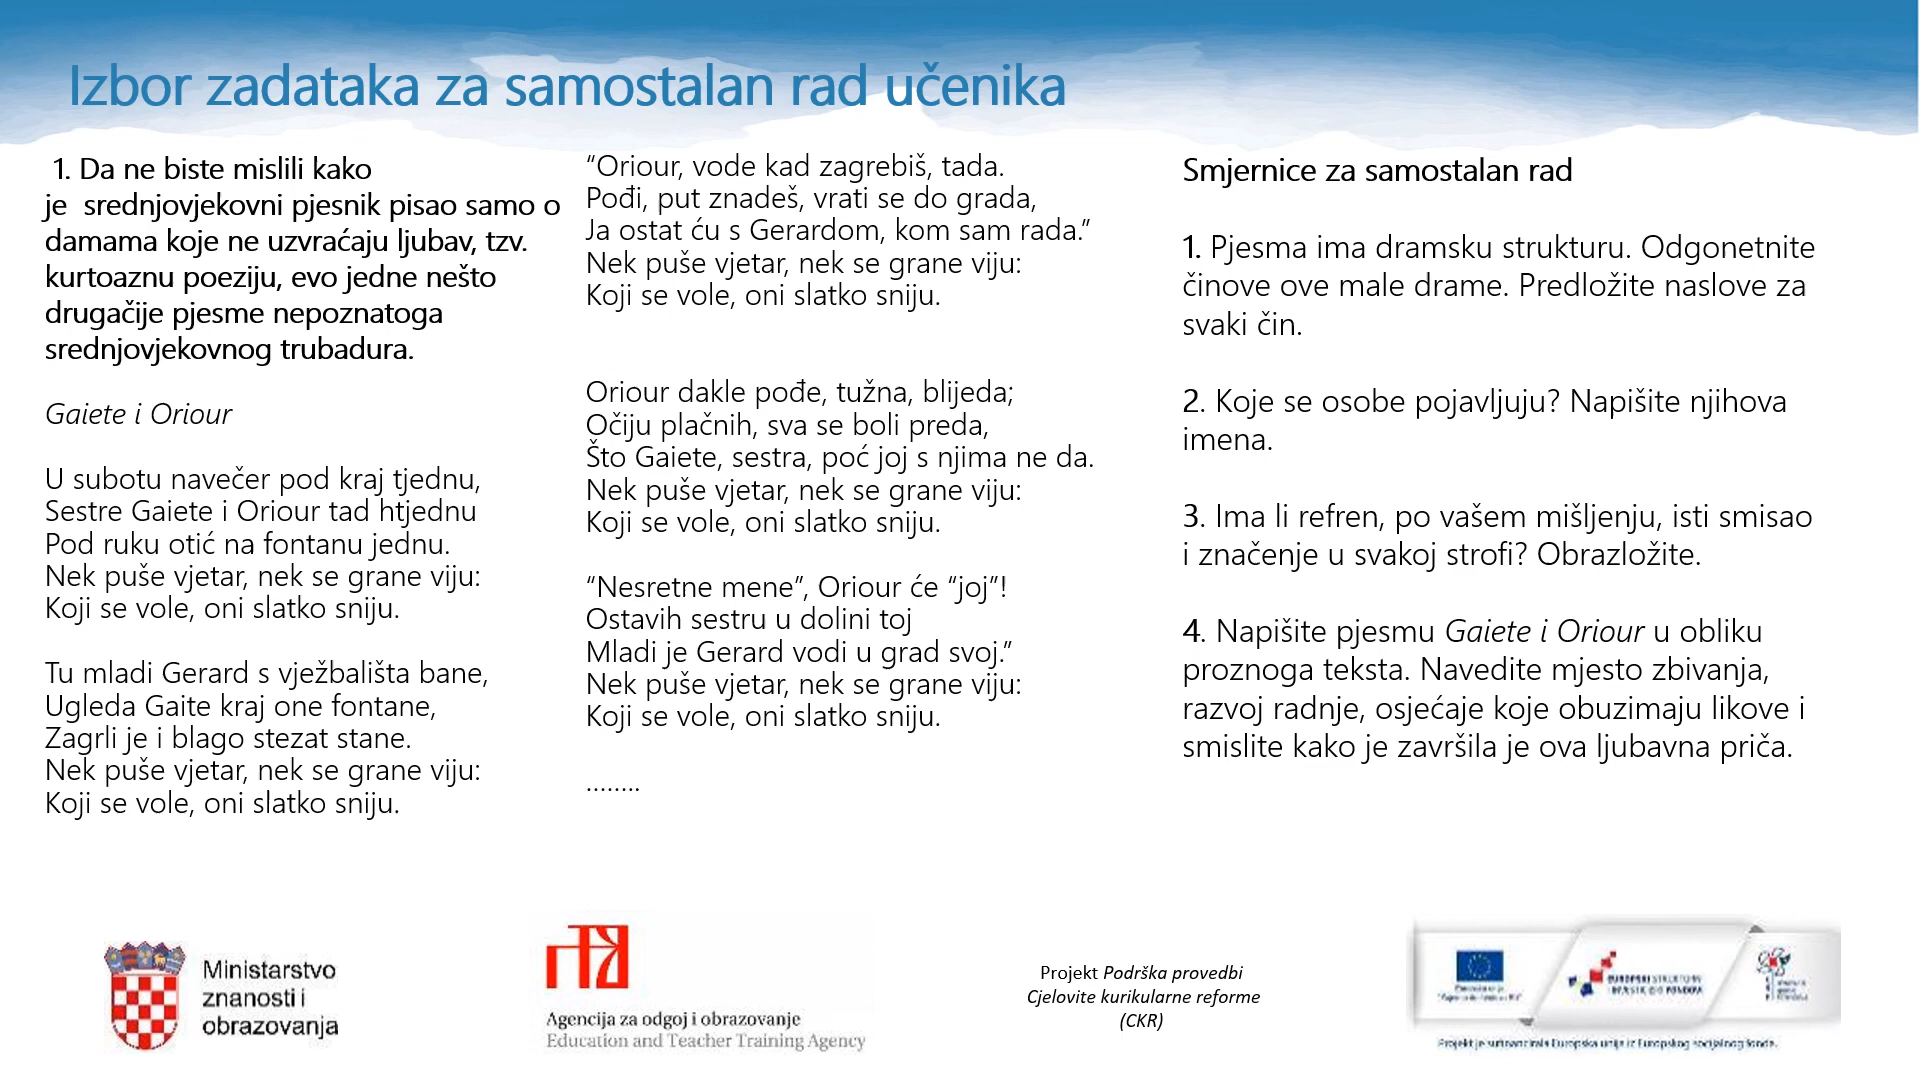 Izbor zadataka za samostalan rad učenika
1. Da ne biste mislili kako
je  srednjovjekovni pjesnik pisao samo o
damama koje ne uzvraćaju ljubav, tzv.
kurtoaznu poeziju, evo jedne nešto
drugačije pjesme nepoznatoga
srednjovjekovnog trubadura.
Gaiete i Oriour
U subotu navečer pod kraj tjednu,
Sestre Gaiete i Oriour tad htjednu
Pod ruku otić na fontanu jednu.
Nek puše vjetar, nek se grane viju:
Koji se vole, oni slatko sniju.
Tu mladi Gerard s vježbališta bane,
Ugleda Gaite kraj one fontane,
Zagrli je i blago stezat stane.
Nek puše vjetar, nek se grane viju:
Koji se vole, oni slatko sniju.
“Oriour, vode kad zagrebiš, tada.
Pođi, put znadeš, vrati se do grada,
Ja ostat ću s Gerardom, kom sam rada.”
Nek puše vjetar, nek se grane viju:
Koji se vole, oni slatko sniju.
Oriour dakle pođe, tužna, blijeda;
Očiju plačnih, sva se boli preda,
Što Gaiete, sestra, poć joj s njima ne da.
Nek puše vjetar, nek se grane viju:
Koji se vole, oni slatko sniju.
“Nesretne mene”, Oriour će “joj”!
Ostavih sestru u dolini toj
Mladi je Gerard vodi u grad svoj.”
Nek puše vjetar, nek se grane viju:
Koji se vole, oni slatko sniju.
........
Smjernice za samostalan rad
1. Pjesma ima dramsku strukturu. Odgonetnite
činove ove male drame. Predložite naslove za
svaki čin.
2. Koje se osobe pojavljuju? Napišite njihova
imena.
3. Ima li refren, po vašem mišljenju, isti smisao
i značenje u svakoj strofi? Obrazložite.
4. Napišite pjesmu Gaiete i Oriour u obliku
proznoga teksta. Navedite mjesto zbivanja,
razvoj radnje, osjećaje koje obuzimaju likove i
smislite kako je završila je ova ljubavna priča.
Ministarstvo
znanosti i
obrazovanja
Agencija za odgoj i obrazovanje
Education and Teacher Training Agency
Projekt Podrška provedbi
Cjelovite kurikularne reforme
(CKR)
EUROPSKI STRUKTURNI
I INVESTICIJSKI FONDOVI
Projekt je sufinancirala Europska unija iz Europskog socijalnog fonda.